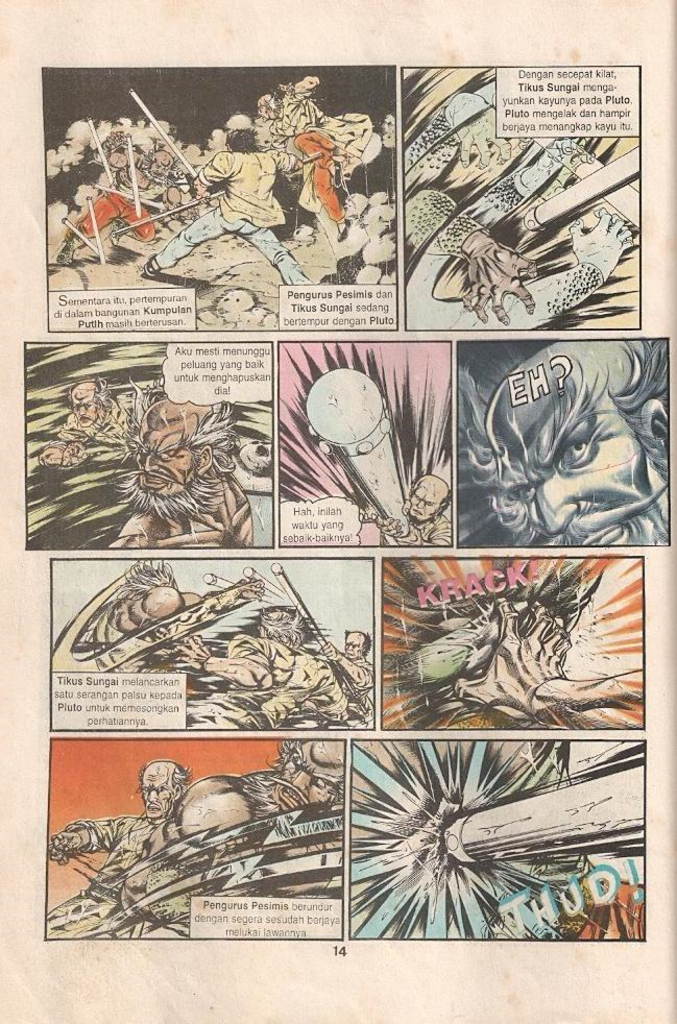 Sementara itu, pertempuran
di dalam bangunan Kumpulan
Putih masih berterusan.
Pengurus Pesimis dan
Tikus Sungai sedang
bertempur dengan Pluto.
Dengan secepat kilat,
Tikus Sungai menga-
yunkan kayunya pada Pluto.
Pluto mengelak dan hampir
berjaya menangkap kayu itu.
Aku mesti menunggu
peluang yang baik
untuk menghapuskan
dia!
Hah, inilah
waktu yang
sebaik-baiknya!
EH?
Tikus Sungai melancarkan
satu serangan palsu kepada
Pluto untuk memesongkan
perhatiannya.
KRACK!
Pengurus Pesimis berundur
dengan segera sesudah berjaya
melukai lawannya.
THUD!
14